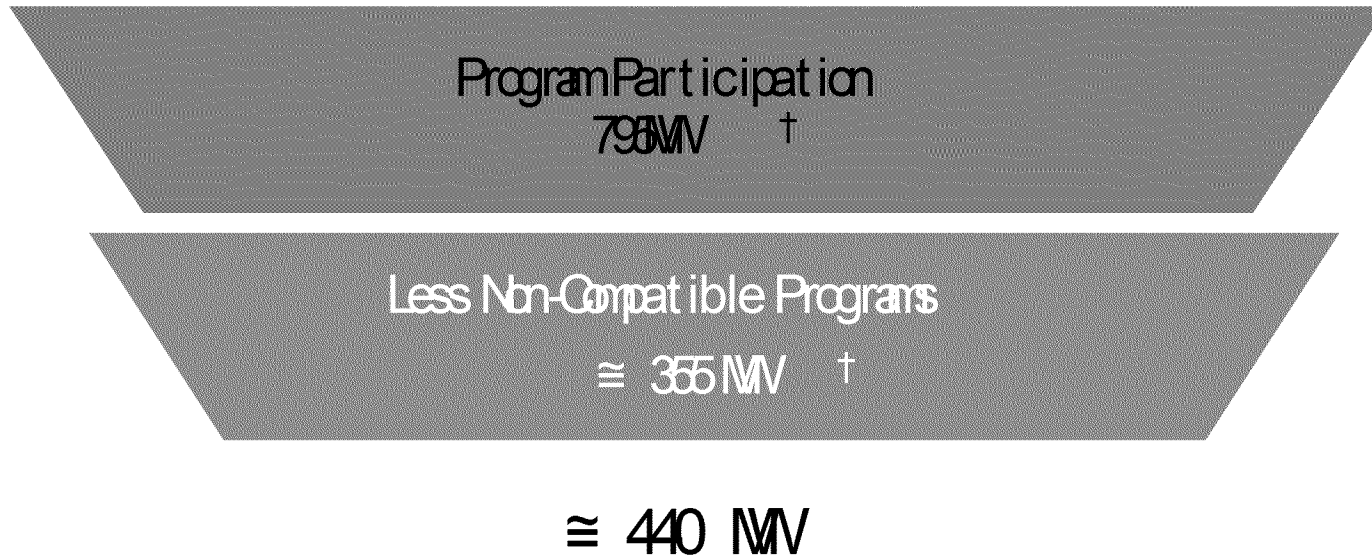 Program Participation
795 MW †
Less Non-Compatible Programs
≅ 355 MW †
≅ 440 MW